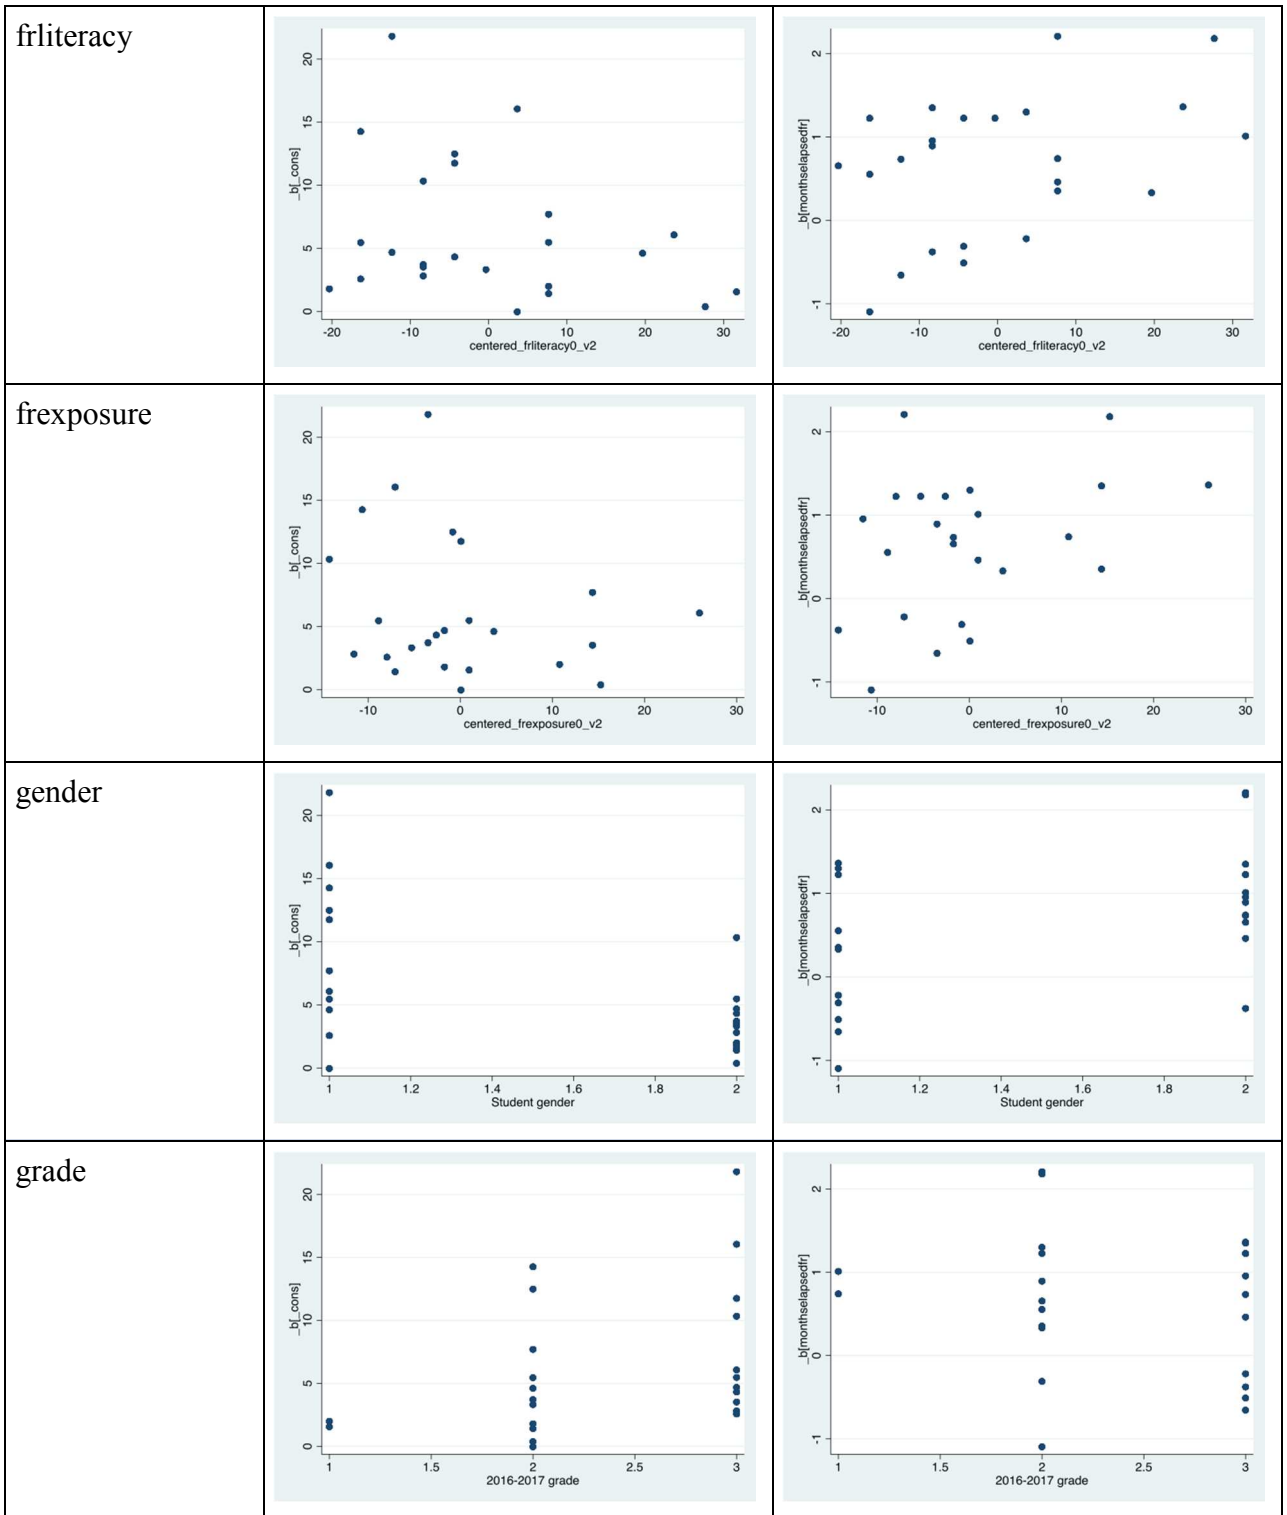 frliteracy
_b[_cons]
20
15
10
5
0
-20 -10 0 10 20 30
centered_frliteracy0_v2
_b[monthselapsedfr]
2
1
0
-1
-20 -10 0 10 20 30
centered_frliteracy0_v2
frexposure
_b[_cons]
20
15
10
5
0
-10 0 10 20 30
centered_frexposure0_v2
_b[monthselapsedfr]
2
1
0
-1
-10 0 10 20 30
centered_frexposure0_v2
gender
_b[_cons]
20
15
10
5
0
1 1.2 1.4 1.6 1.8 2
Student gender
_b[monthselapsedfr]
2
1
0
-1
1 1.2 1.4 1.6 1.8 2
Student gender
grade
_b[_cons]
20
15
10
5
0
1 1.5 2 2.5 3
2016-2017 grade
_b[monthselapsedfr]
2
1
0
-1
1 1.5 2 2.5 3
2016-2017 grade